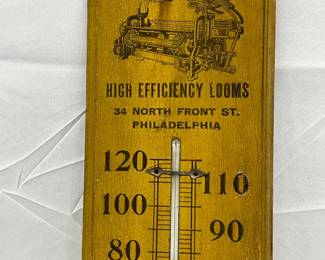 HIGH EFFICIENCY LOOMS
34 NORTH FRONT ST.
PHILADELPHIA
120 110
100 90
80